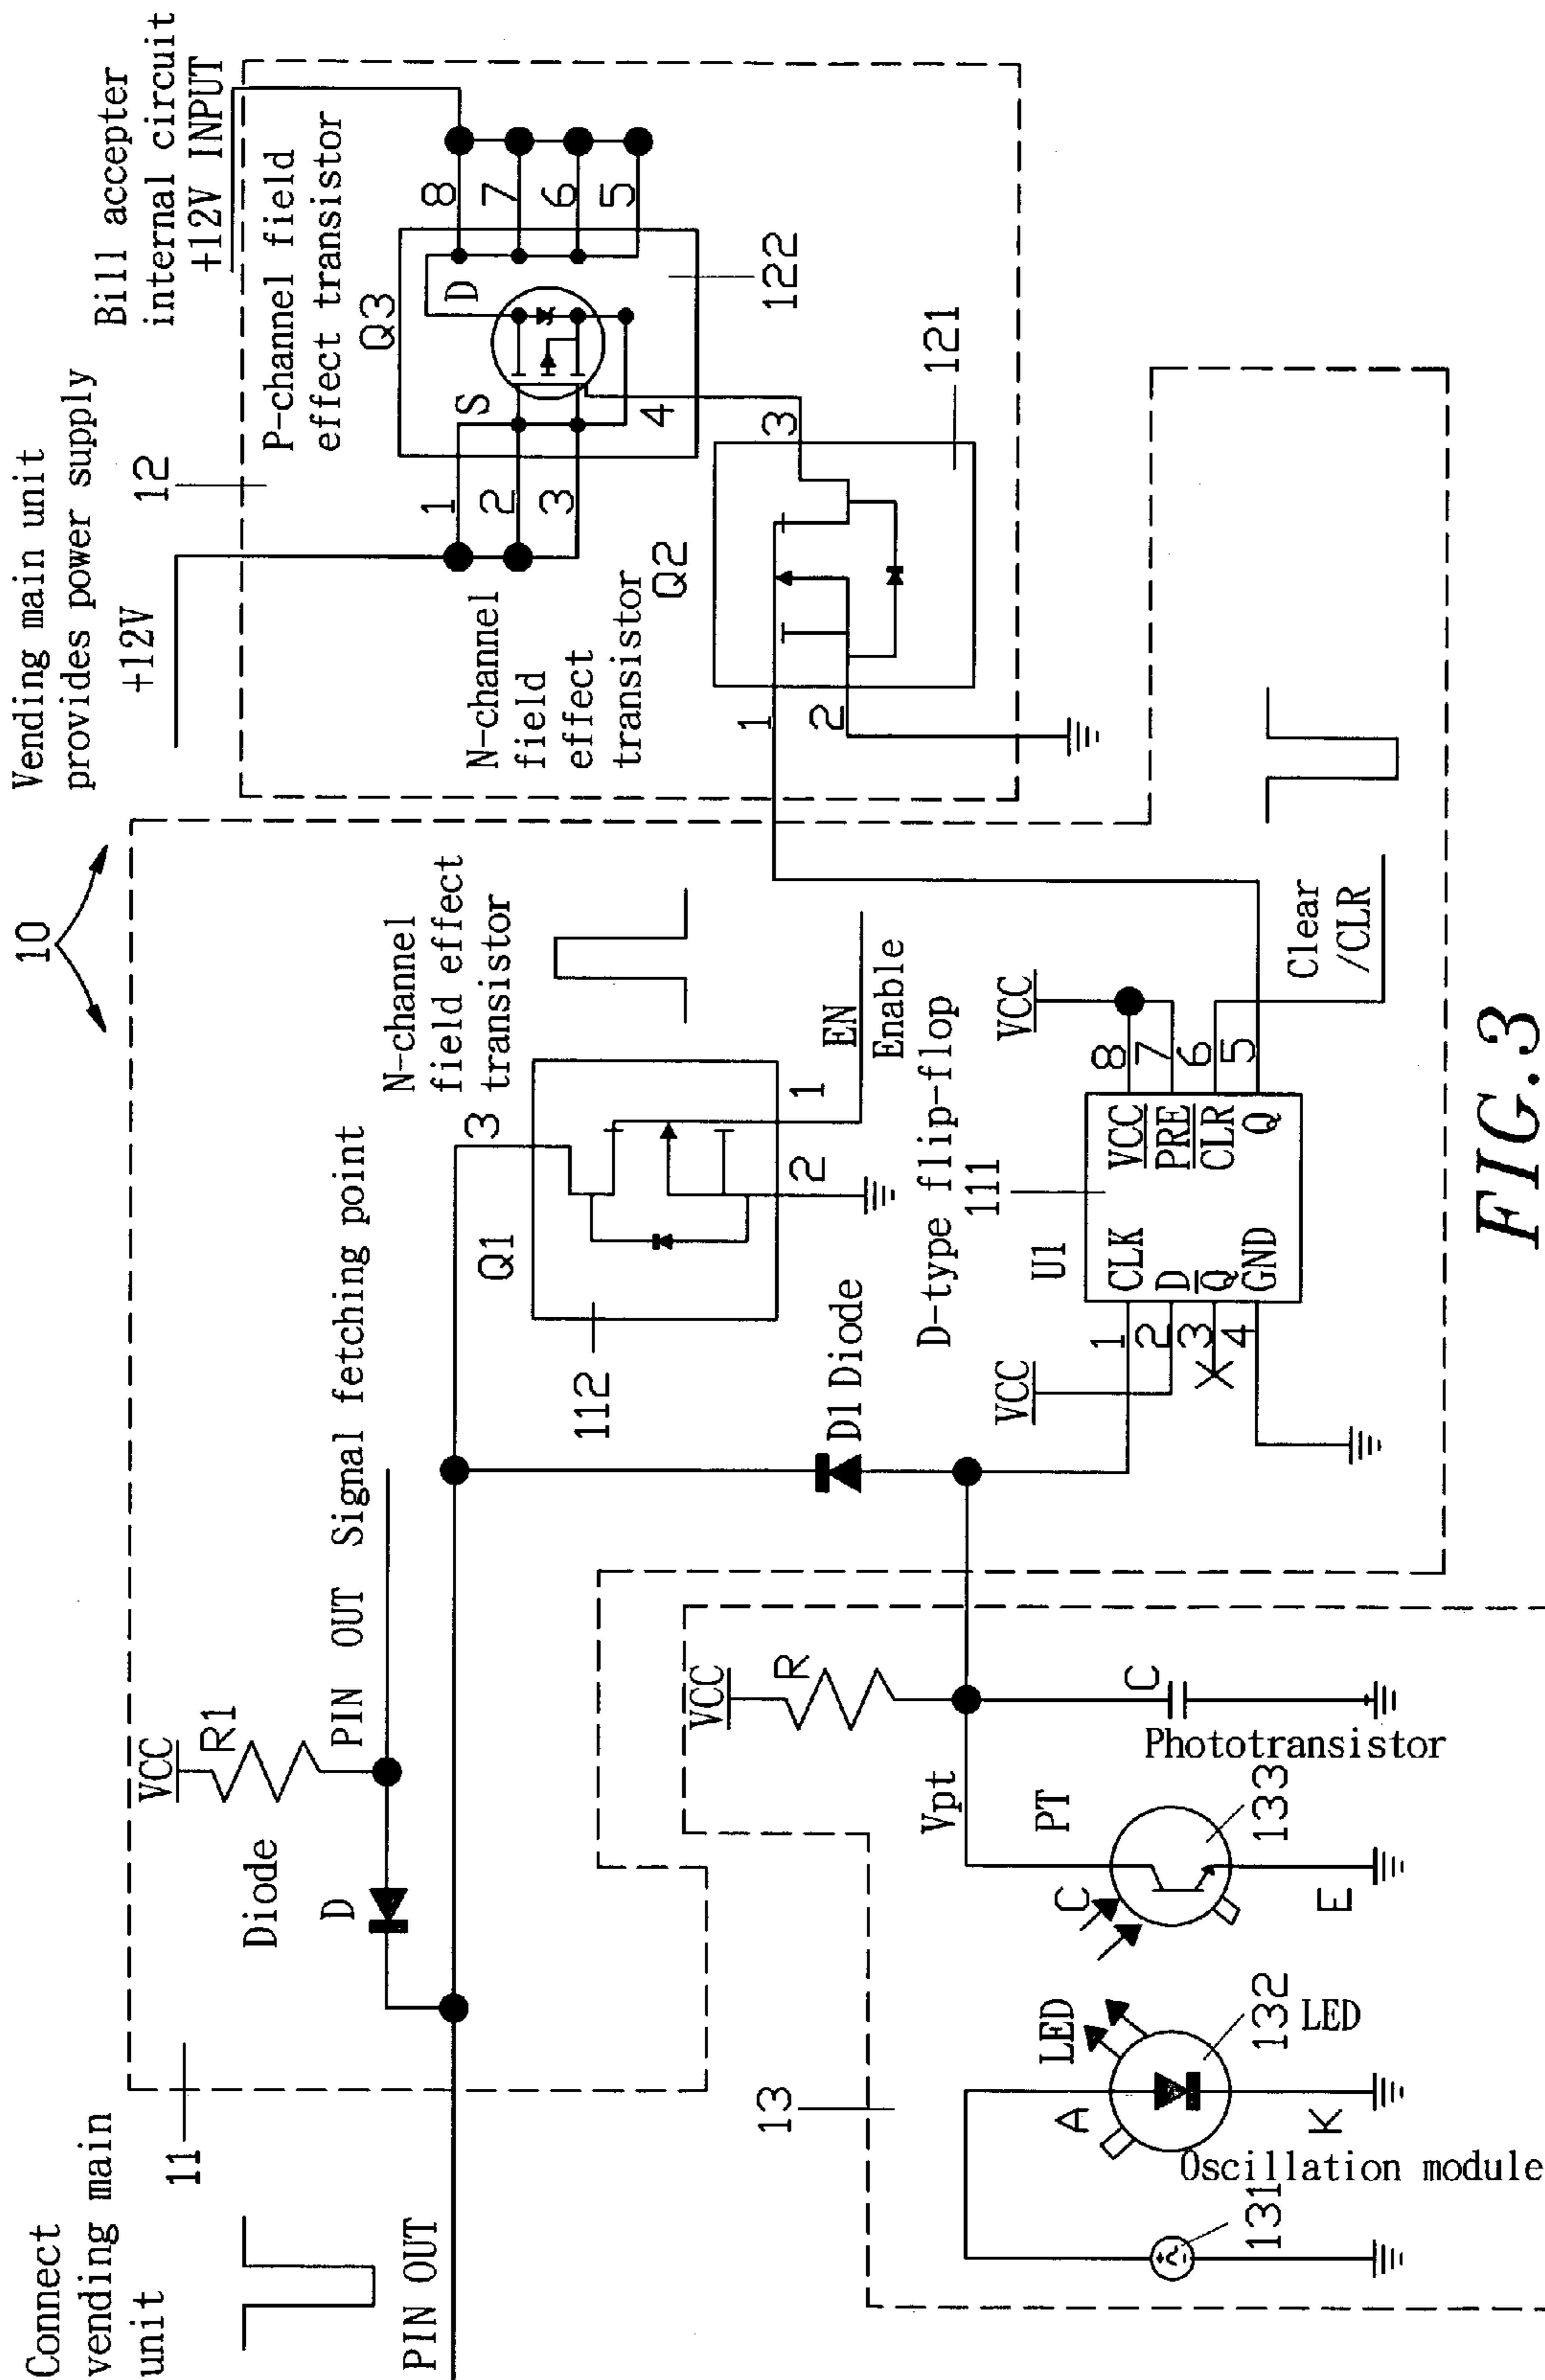 10
Connect
vending main
unit
PIN OUT
11
VCC
R1
Diode
D
PIN OUT Signal fetching point
Q1
3
N-channel
field effect
transistor
112
1
2
EN
Enable
D1 Diode
D-type flip-flop
111
U1
VCC
VCC
1
2
3
4
X
CLK
D
Q
GND
VCC
PRE
CLR
Q
8
7
6
5
Clear
/CLR
Vending main unit
provides power supply
+12V
12
Bill accepter
internal circuit
+12V INPUT
P-channel field
effect transistor
Q3
1
2
3
S
4
D
8
7
6
5
122
N-channel
field
effect
transistor
Q2
1
2
3
121
13
VCC
R
C
Vpt
PT
Phototransistor
C
E
133
LED
A
K
132
LED
Oscillation module
131
FIG.3